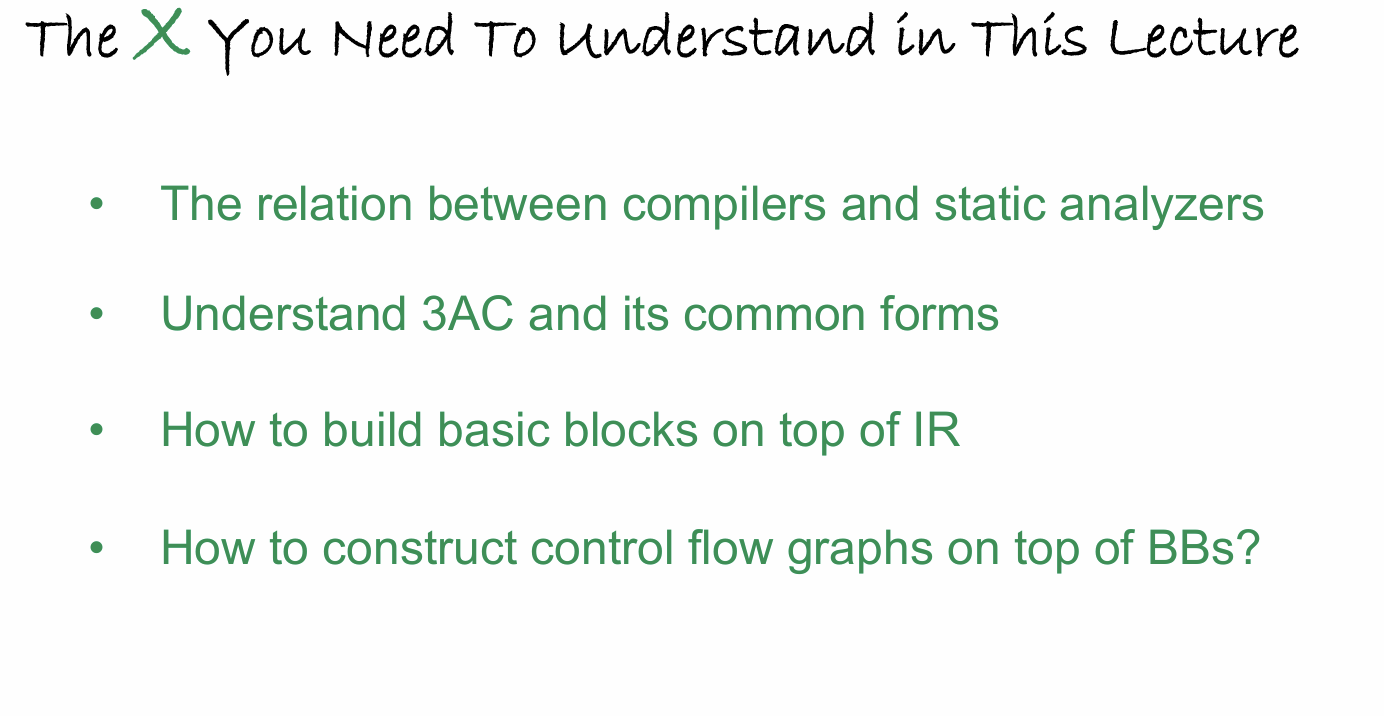 The X You Need To Understand in This Lecture
• The relation between compilers and static analyzers
• Understand 3AC and its common forms
• How to build basic blocks on top of IR
• How to construct control flow graphs on top of BBs?